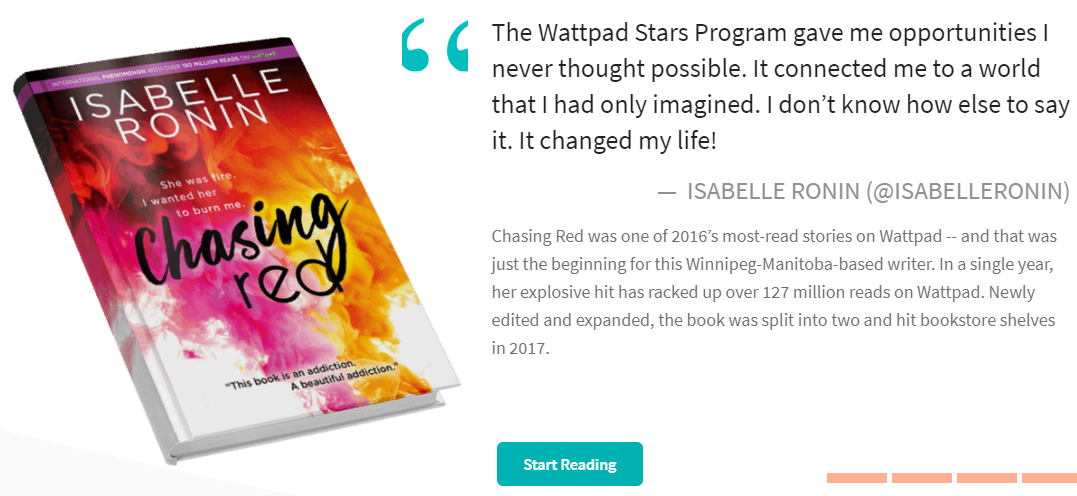 INTERNATIONAL PHENOMENON WITH OVER 150 MILLION READS ON WATTPAD
ISABELLE
RONIN
She was fire.
I wanted her
to burn me.
Chasing
red
“This book is an addiction.
A beautiful addiction.”
“
The Wattpad Stars Program gave me opportunities I
never thought possible. It connected me to a world
that I had only imagined. I don’t know how else to say
it. It changed my life!
— ISABELLE RONIN (@ISABELLERONIN)
Chasing Red was one of 2016’s most-read stories on Wattpad -- and that was
just the beginning for this Winnipeg-Manitoba-based writer. In a single year,
her explosive hit has racked up over 127 million reads on Wattpad. Newly
edited and expanded, the book was split into two and hit bookstore shelves
in 2017.
Start Reading